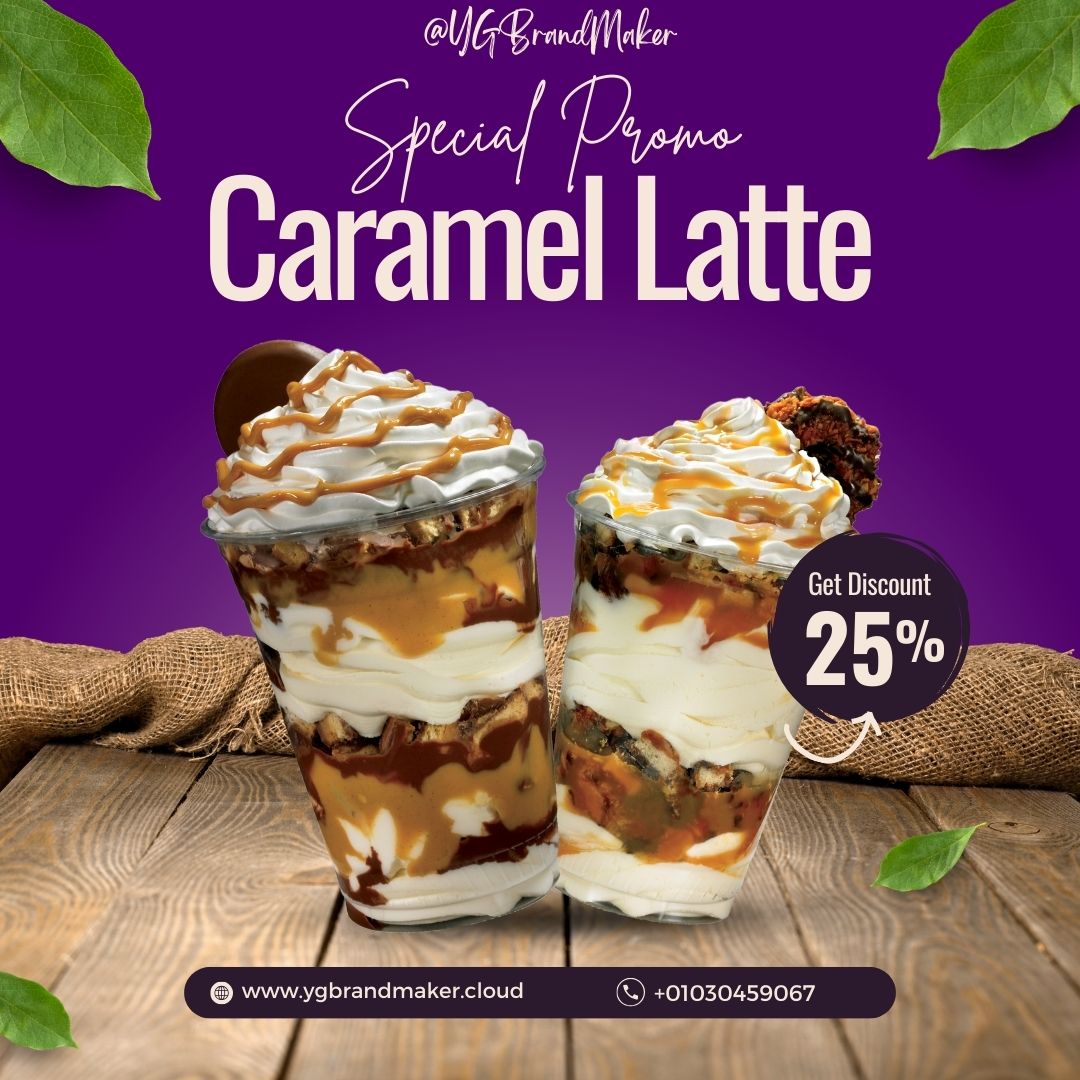 @YGBrandMaker
Special Promo
Caramel Latte
Get Discount
25%
www.ygbrandmaker.cloud
+01030459067